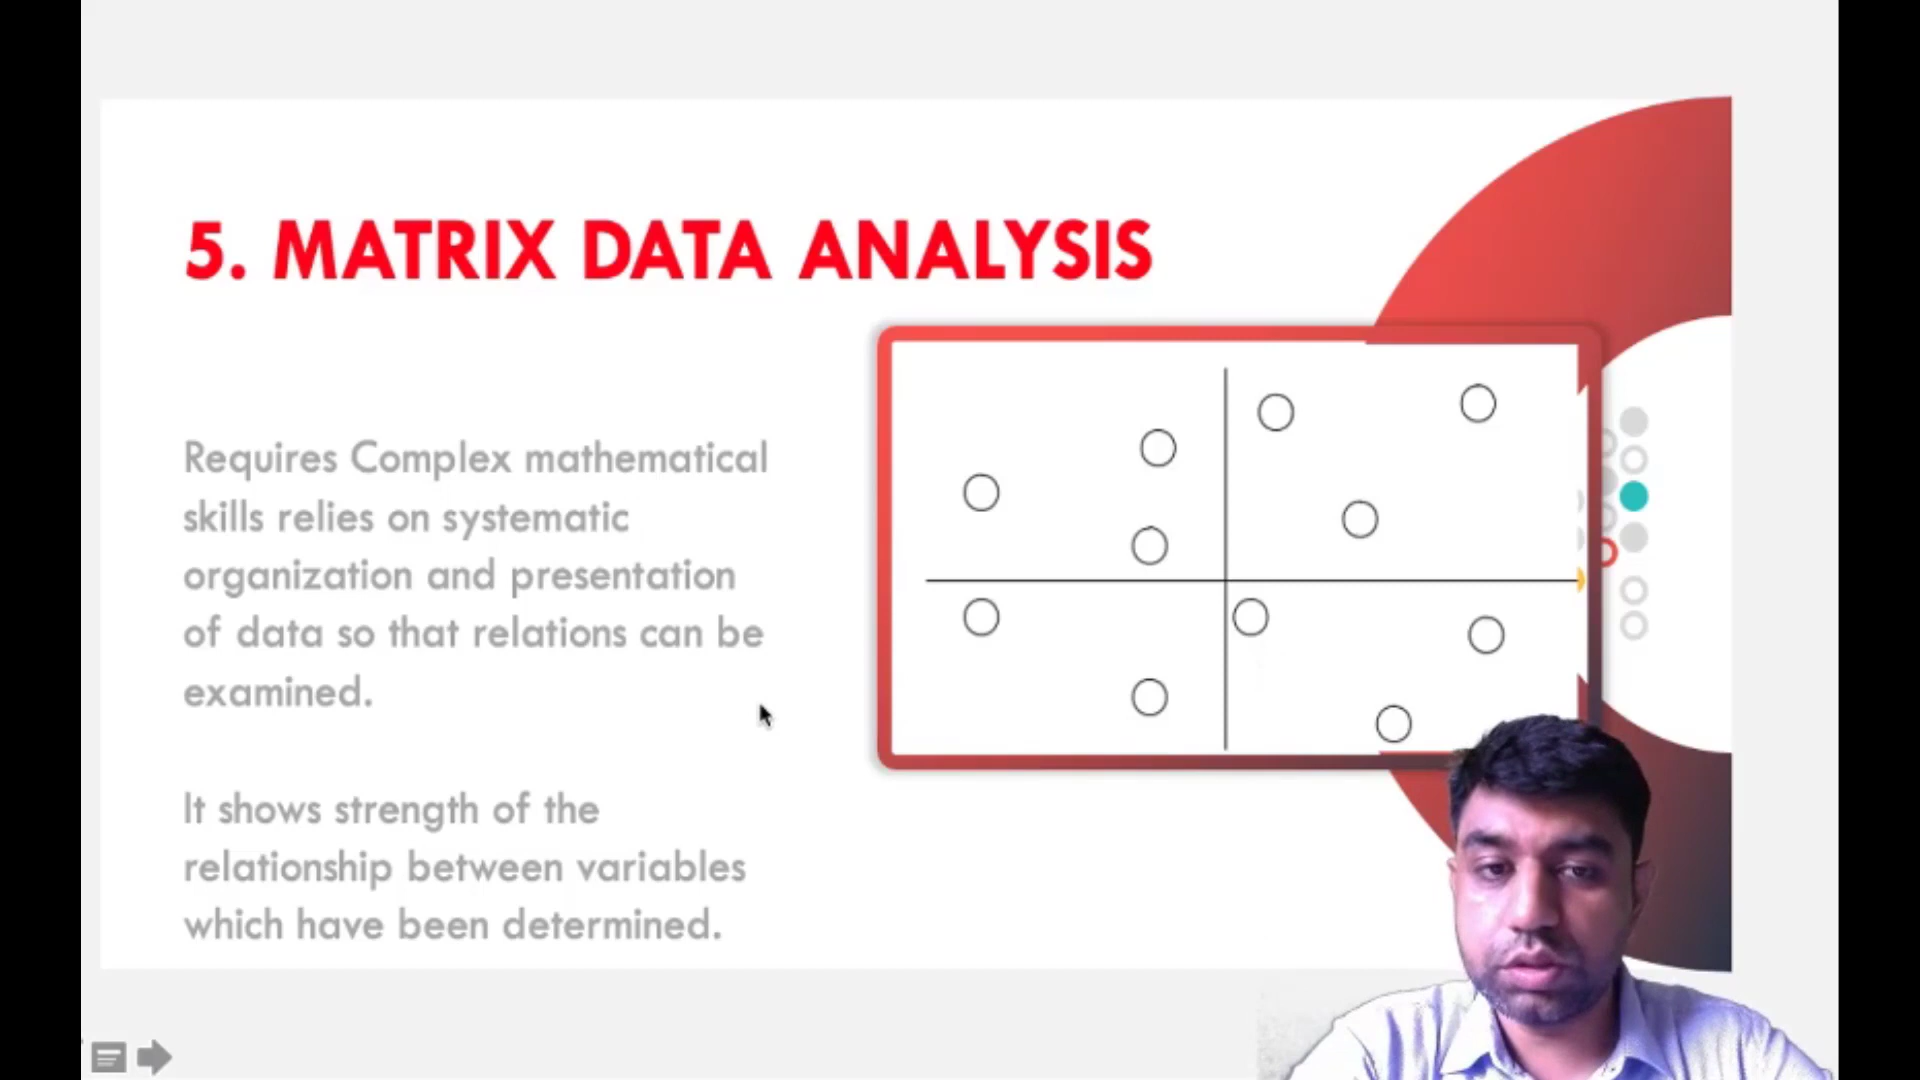 5. MATRIX DATA ANALYSIS
Requires Complex mathematical
skills relies on systematic
organization and presentation
of data so that relations can be
examined.
It shows strength of the
relationship between variables
which have been determined.